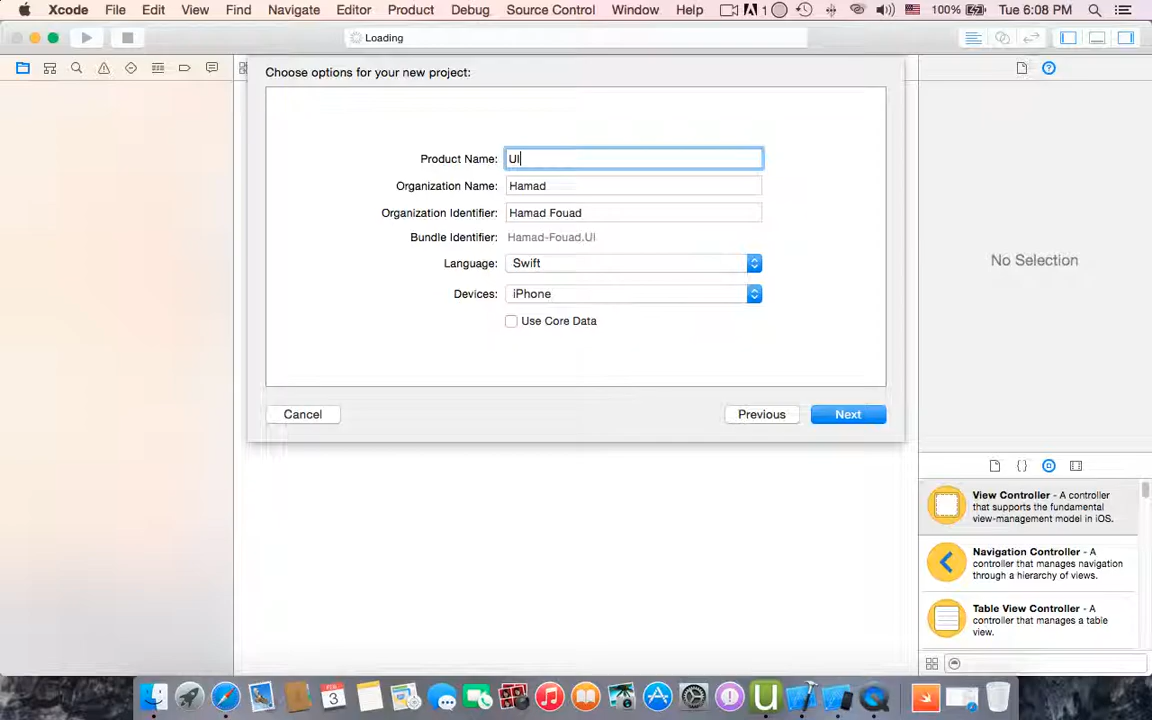 Xcode File Edit View Find Navigate Editor Product Debug Source Control Window Help 1 100% Tue 6:08 PM
Loading
Choose options for your new project:
Product Name: UI
Organization Name: Hamad
Organization Identifier: Hamad Fouad
Bundle Identifier: Hamad-Fouad.UI
Language: Swift
Devices: iPhone
Use Core Data
Cancel Previous Next
No Selection
{ }
View Controller - A controller
that supports the fundamental
view-management model in iOS.
Navigation Controller - A
controller that manages navigation
through a hierarchy of views.
Table View Controller - A
controller that manages a table
view.
FEB
3
U